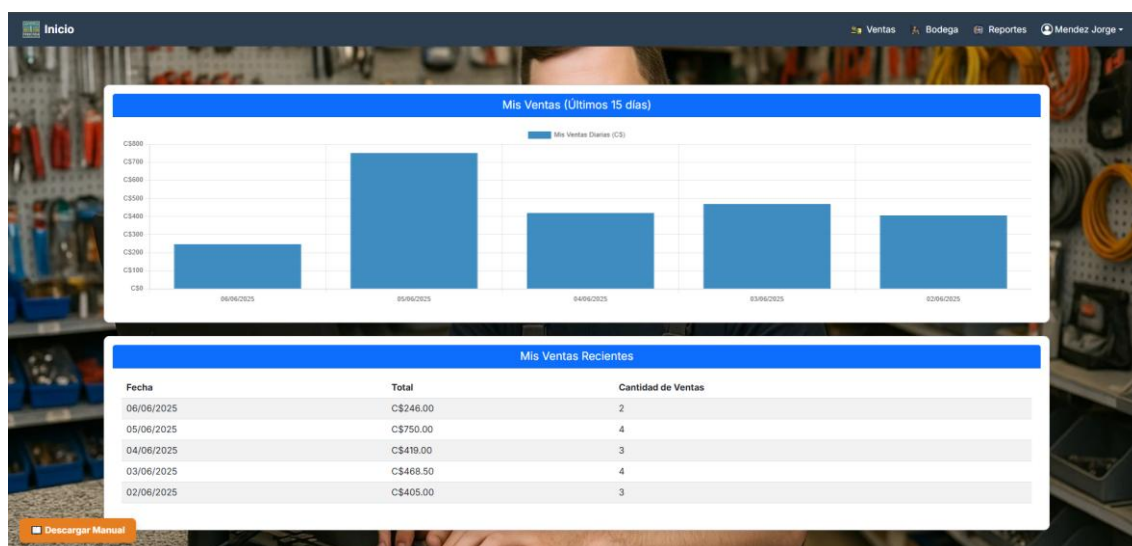 Inicio
Ventas Bodega Reportes Mendez Jorge
Mis Ventas (Últimos 15 días)
Mis Ventas Diarias (C$)
C$800
C$700
C$600
C$500
C$400
C$300
C$200
C$100
C$0
06/06/2025 05/06/2025 04/06/2025 03/06/2025 02/06/2025
Mis Ventas Recientes
Fecha Total Cantidad de Ventas
06/06/2025 C$246.00 2
05/06/2025 C$750.00 4
04/06/2025 C$419.00 3
03/06/2025 C$468.50 4
02/06/2025 C$405.00 3
Descargar Manual